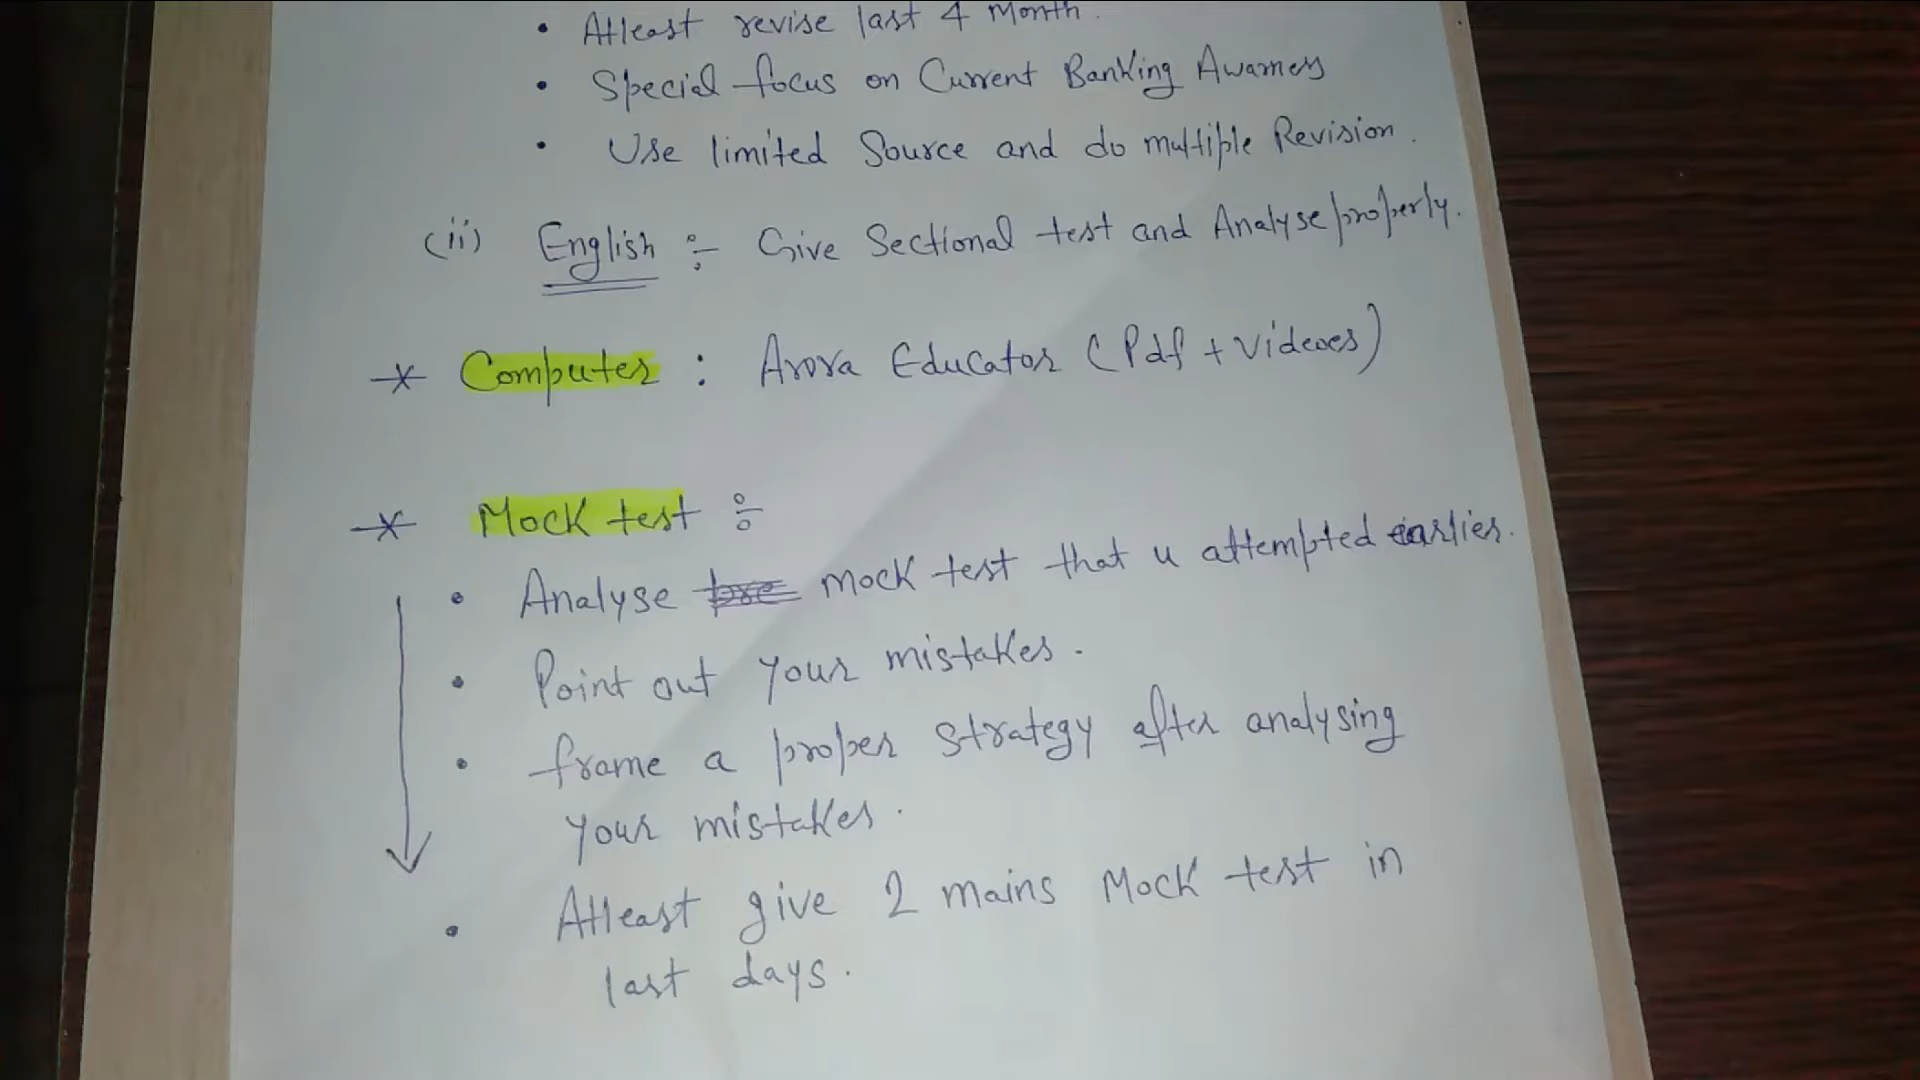 • Atleast revise last 4 Month.
• Special focus on Current Banking Awarness
• Use limited Source and do multiple Revision.
(ii) English :- Give Sectional test and Analyse properly.
* Computer : Arora Educator (Pdf + Videoes)
* Mock test :-
• Analyse mock test that u attempted earlier.
• Point out your mistakes.
• frame a proper strategy after analysing
your mistakes.
• Atleast give 2 mains Mock test in
last days.